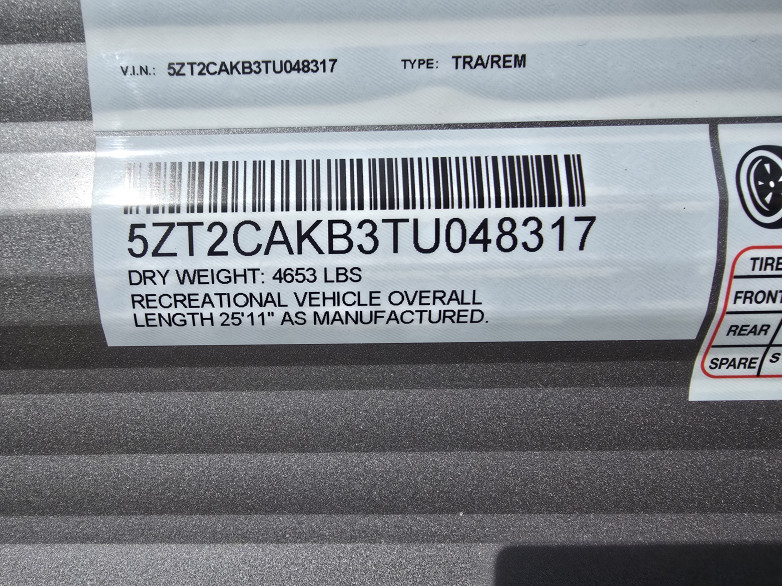 V.I.N.: 5ZT2CAKB3TU048317 TYPE: TRA/REM
5ZT2CAKB3TU048317
DRY WEIGHT: 4653 LBS
RECREATIONAL VEHICLE OVERALL
LENGTH 25'11" AS MANUFACTURED.
TIRE
FRONT
REAR
SPARE S